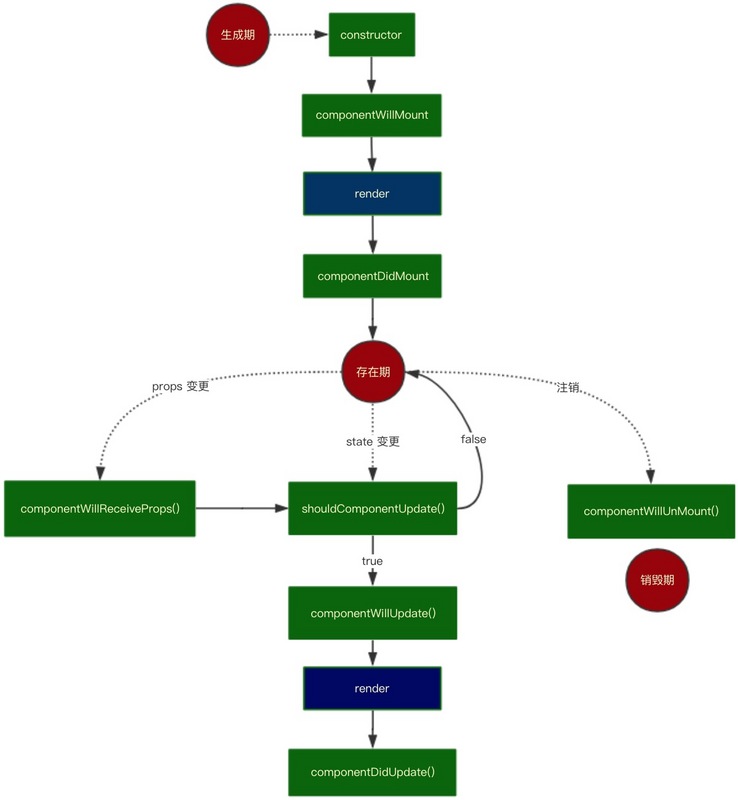 生成期
constructor
componentWillMount
render
componentDidMount
存在期
props 变更
注销
state 变更
false
componentWillReceiveProps()
shouldComponentUpdate()
componentWillUnMount()
true
销毁期
componentWillUpdate()
render
componentDidUpdate()